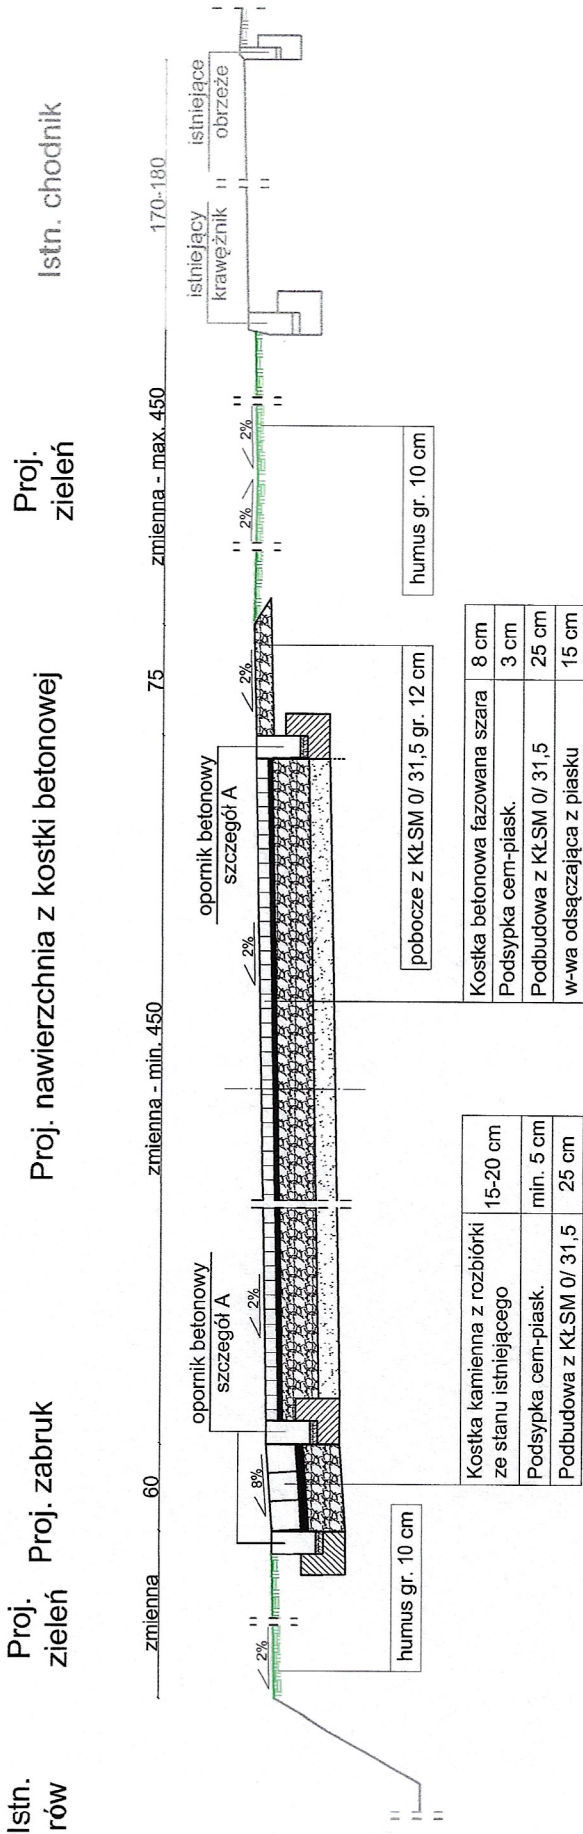 Istn.
rów
Proj.
zieleń
Proj. zabruk
Proj. nawierzchnia z kostki betonowej
Proj.
zieleń
Istn. chodnik
zmienna
60
zmienna - min. 450
75
zmienna - max. 450
170-180
opornik betonowy
szczegół A
opornik betonowy
szczegół A
istniejący
krawężnik
istniejące
obrzeże
2%
8%
2%
2%
2%
2%
2%
humus gr. 10 cm
pobocze z KŁSM 0/ 31,5 gr. 12 cm
humus gr. 10 cm
Kostka kamienna z rozbiórki
ze stanu istniejącego
15-20 cm
Podsypka cem-piask.
min. 5 cm
Podbudowa z KŁSM 0/ 31,5
25 cm
Kostka betonowa fazowana szara
8 cm
Podsypka cem-piask.
3 cm
Podbudowa z KŁSM 0/ 31,5
25 cm
w-wa odsączająca z piasku
15 cm